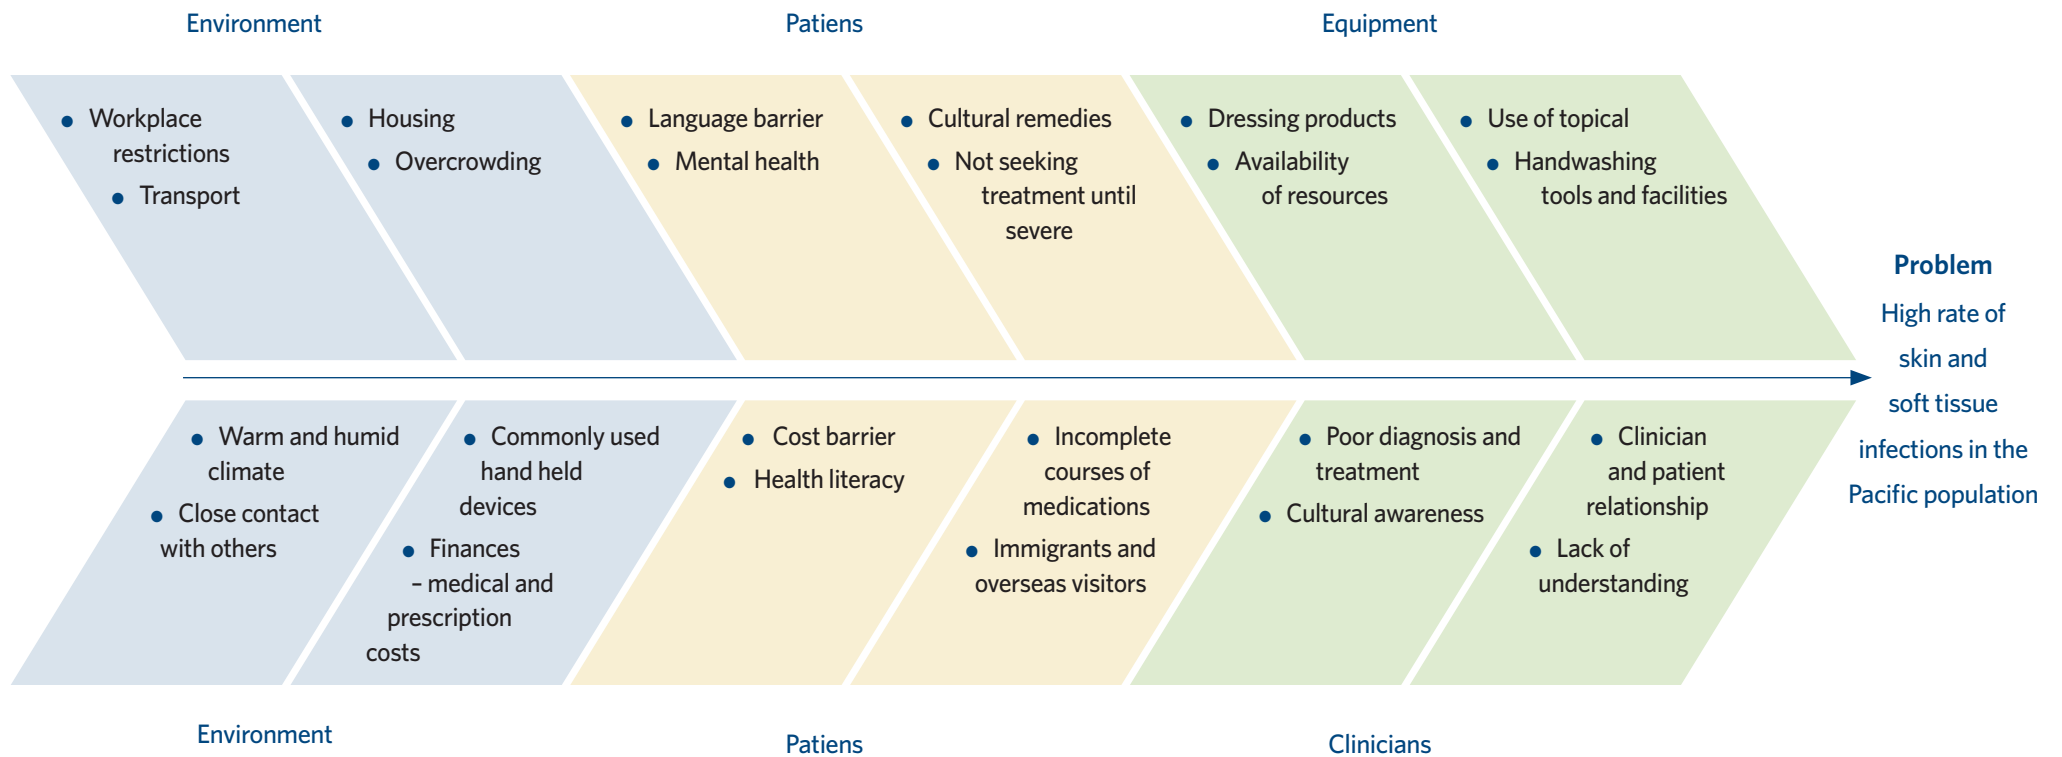 Environment
Patiens
Equipment
• Workplace
restrictions
• Transport
• Housing
• Overcrowding
• Language barrier
• Mental health
• Cultural remedies
• Not seeking
treatment until
severe
• Dressing products
• Availability
of resources
• Use of topical
• Handwashing
tools and facilities
Problem
High rate of
skin and
soft tissue
infections in the
Pacific population
• Warm and humid
climate
• Close contact
with others
• Commonly used
hand held
devices
• Finances
– medical and
prescription
costs
• Cost barrier
• Health literacy
• Incomplete
courses of
medications
• Immigrants and
overseas visitors
• Poor diagnosis and
treatment
• Cultural awareness
• Clinician
and patient
relationship
• Lack of
understanding
Environment
Patiens
Clinicians